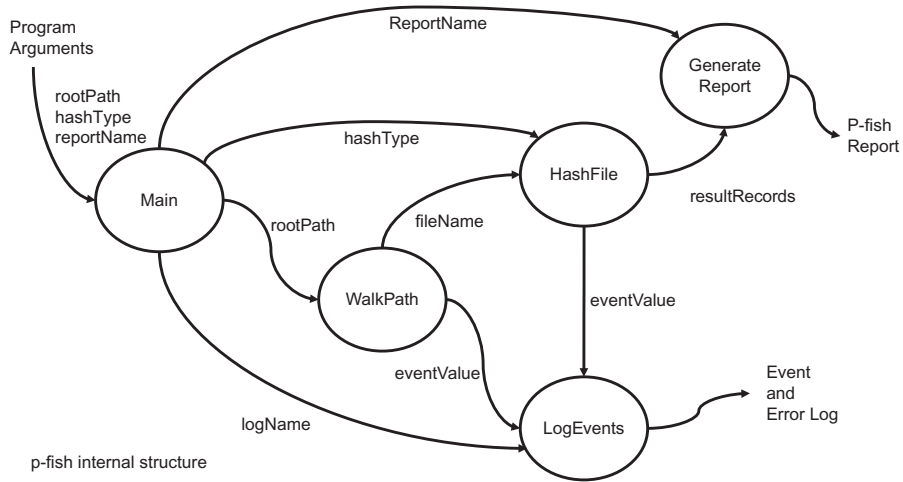 Program
Arguments
rootPath
hashType
reportName
ReportName
Generate
Report
P-fish
Report
hashType
HashFile
resultRecords
Main
rootPath
fileName
WalkPath
eventValue
eventValue
logName
LogEvents
Event
and
Error Log
p-fish internal structure